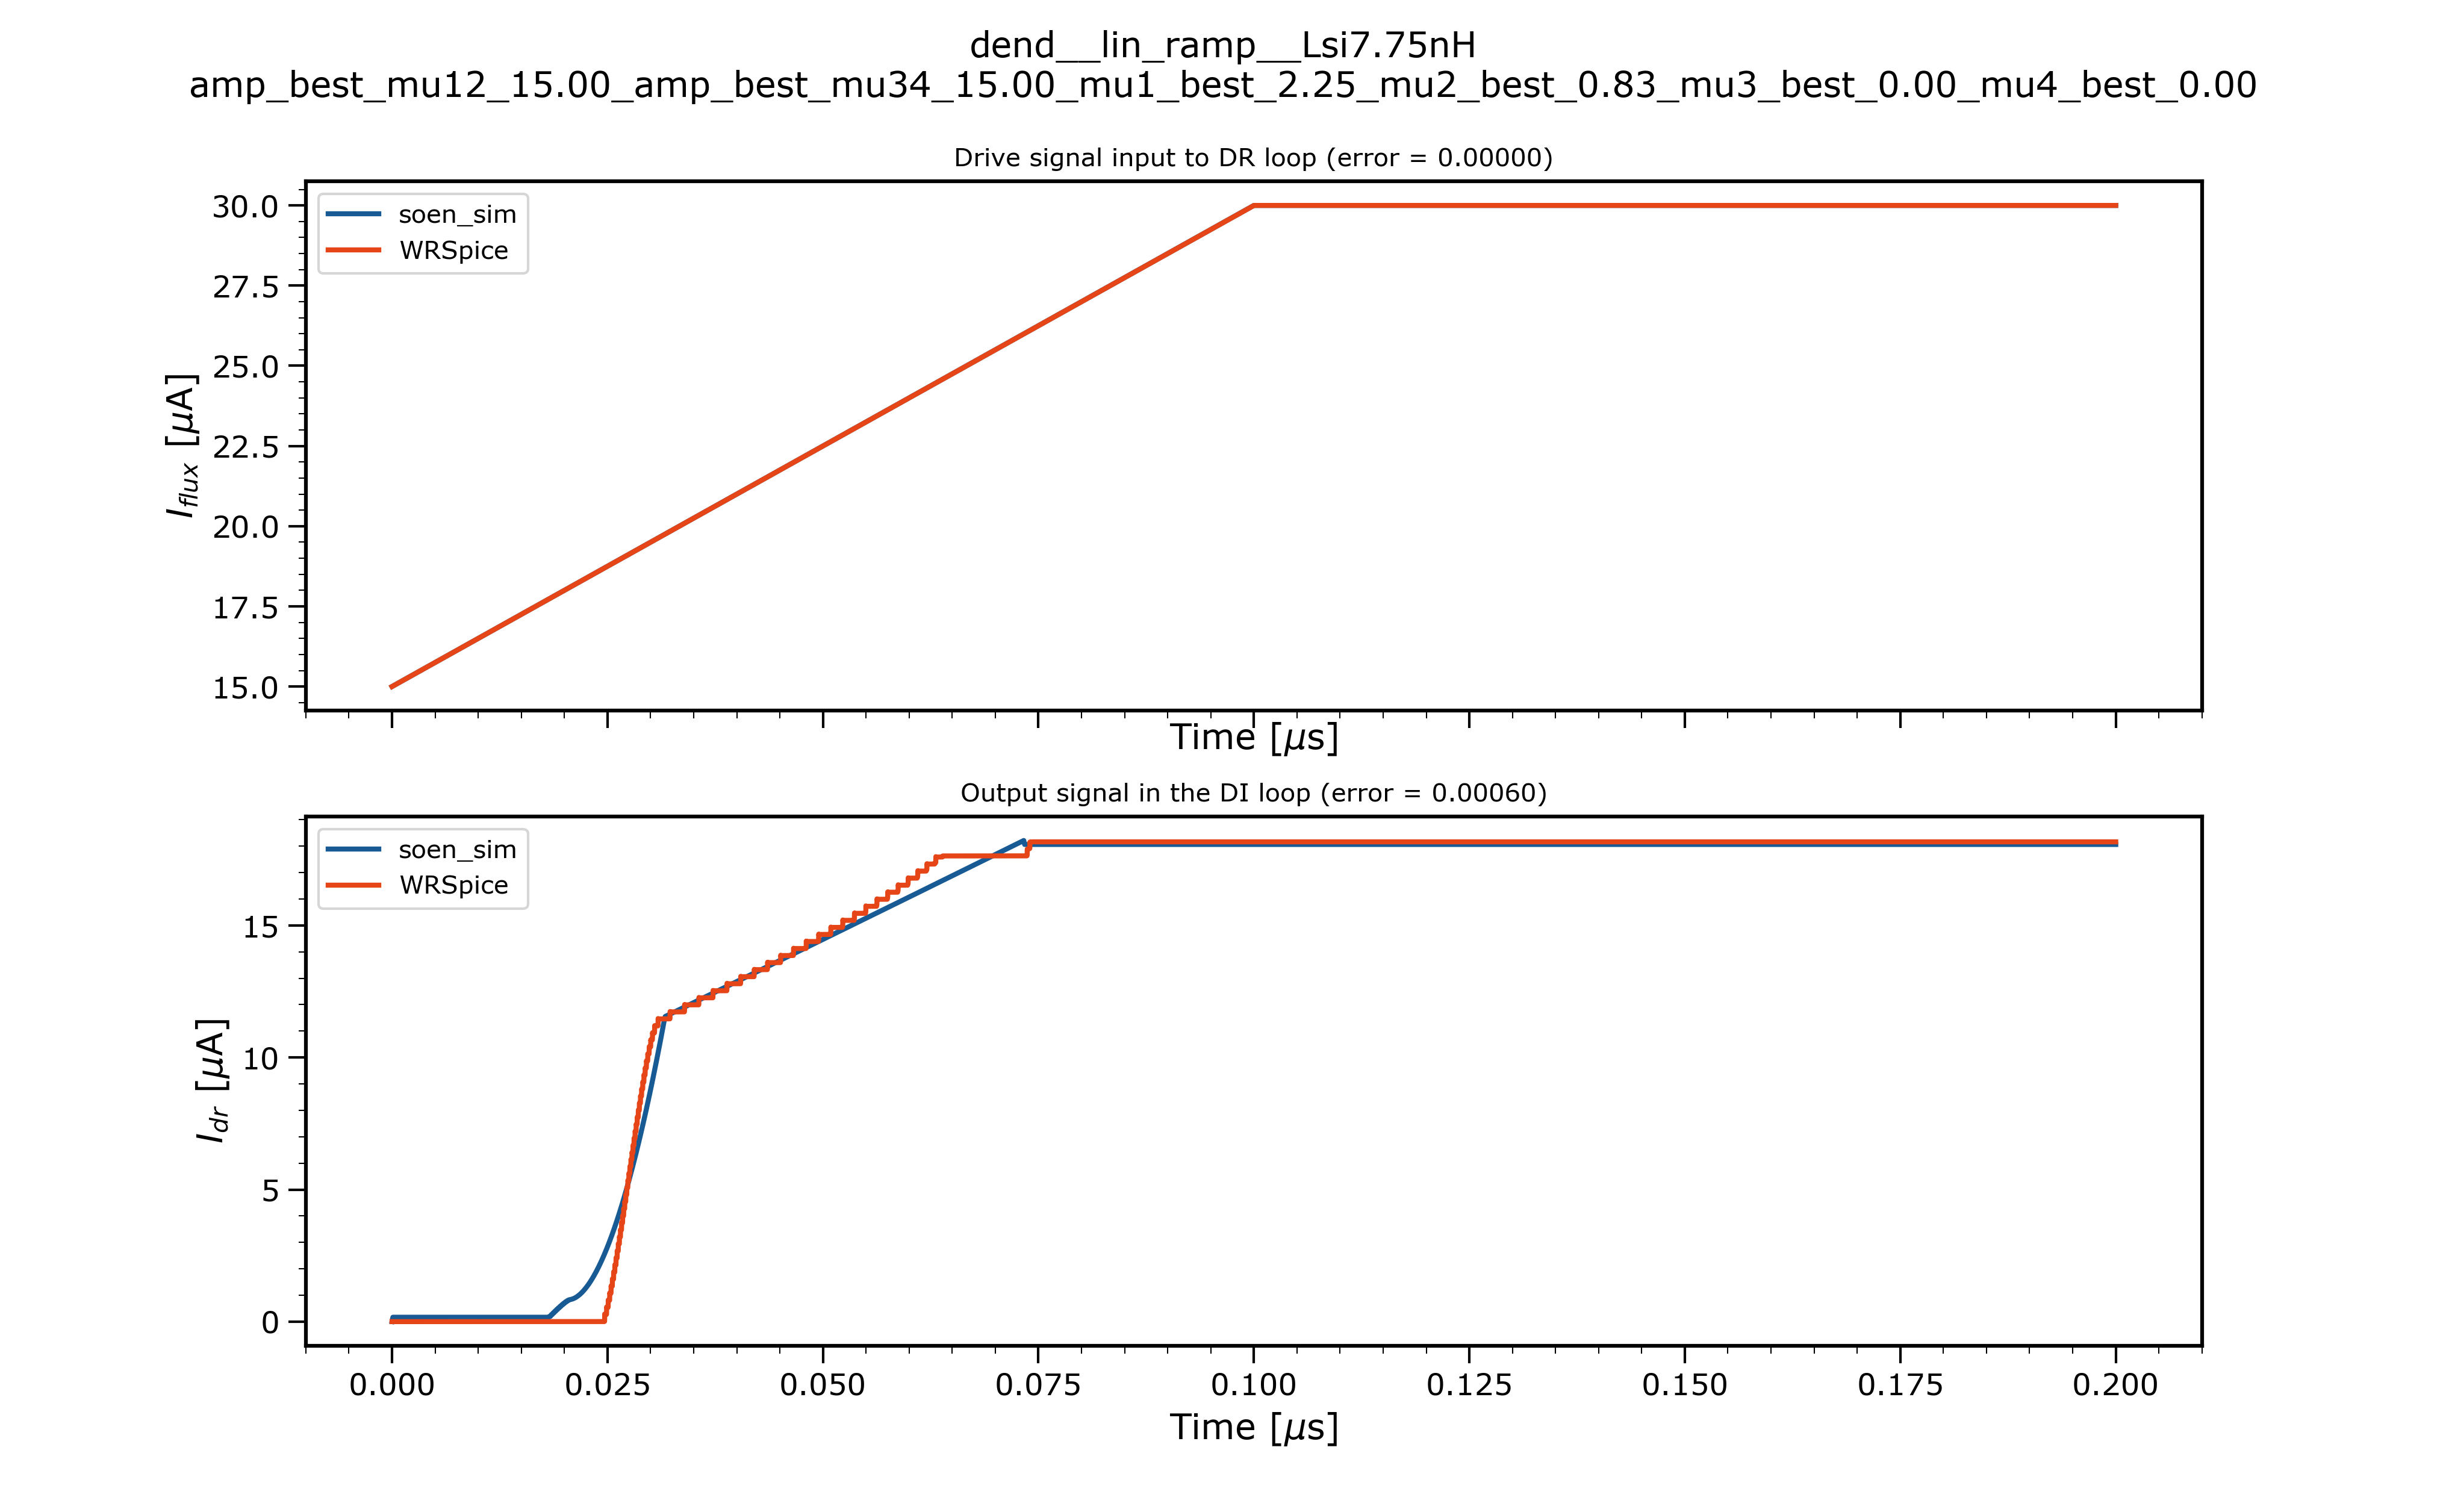 dend__lin_ramp__Lsi7.75nH
amp_best_mu12_15.00_amp_best_mu34_15.00_mu1_best_2.25_mu2_best_0.83_mu3_best_0.00_mu4_best_0.00
Drive signal input to DR loop (error = 0.00000)
soen_sim
WRSpice
30.0
27.5
25.0
22.5
20.0
17.5
15.0
I_flux [μA]
Time [μs]
Output signal in the DI loop (error = 0.00060)
soen_sim
WRSpice
15
10
5
0
I_dr [μA]
0.000 0.025 0.050 0.075 0.100 0.125 0.150 0.175 0.200
Time [μs]